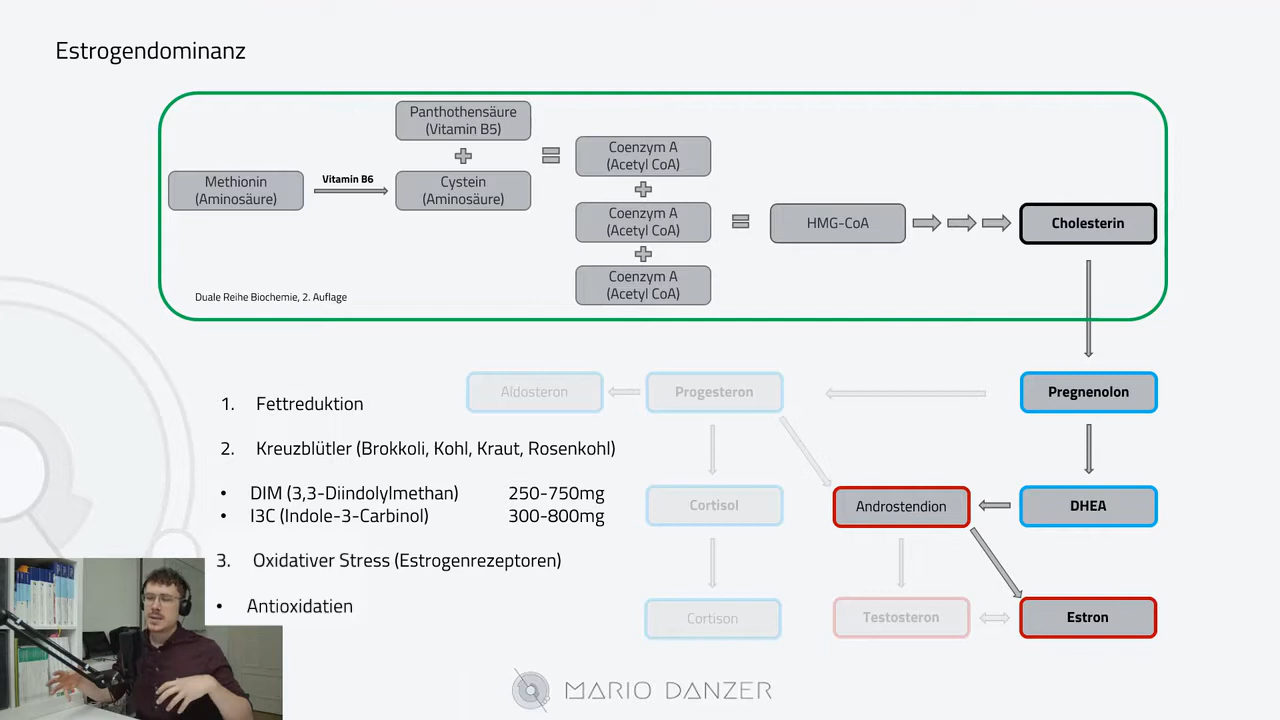 Estrogendominanz
Panthothensäure
(Vitamin B5)
Methionin
(Aminosäure)
Vitamin B6
Cystein
(Aminosäure)
Coenzym A
(Acetyl CoA)
Coenzym A
(Acetyl CoA)
Coenzym A
(Acetyl CoA)
HMG-CoA
Cholesterin
Duale Reihe Biochemie, 2. Auflage
Aldosteron
Progesteron
Pregnenolon
Cortisol
Androstendion
DHEA
Cortison
Testosteron
Estron
1. Fettreduktion
2. Kreuzblütler (Brokkoli, Kohl, Kraut, Rosenkohl)
• DIM (3,3-Diindolylmethan) 250-750mg
• I3C (Indole-3-Carbinol) 300-800mg
3. Oxidativer Stress (Estrogenrezeptoren)
• Antioxidatien
MARIO DANZER